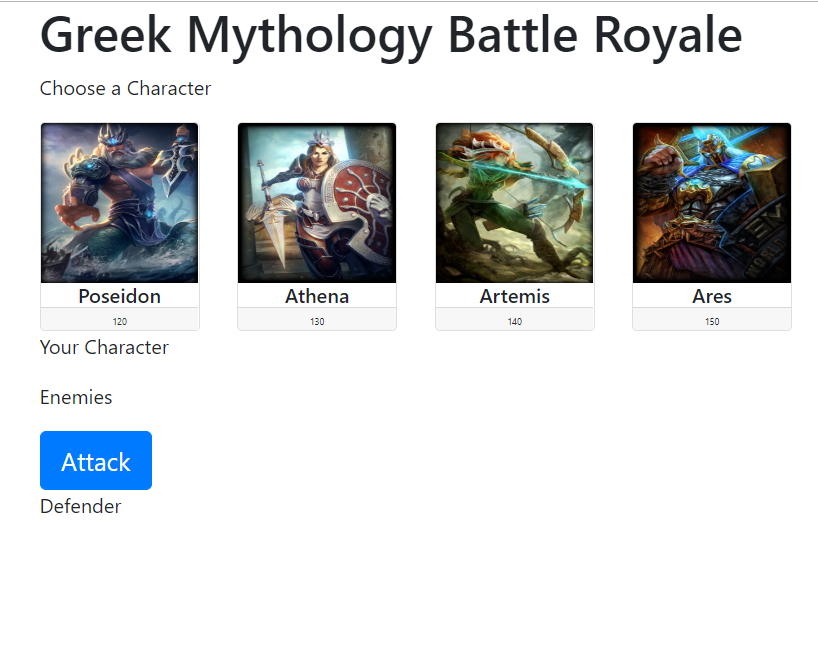 Greek Mythology Battle Royale
Choose a Character
Poseidon Athena Artemis Ares
120 130 140 150
Your Character
Enemies
Attack
Defender